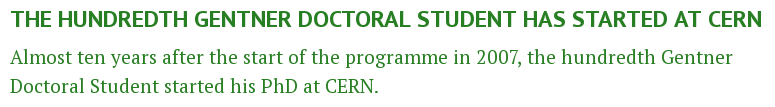 THE HUNDREDTH GENTNER DOCTORAL STUDENT HAS STARTED AT CERN
Almost ten years after the start of the programme in 2007, the hundredth Gentner
Doctoral Student started his PhD at CERN.